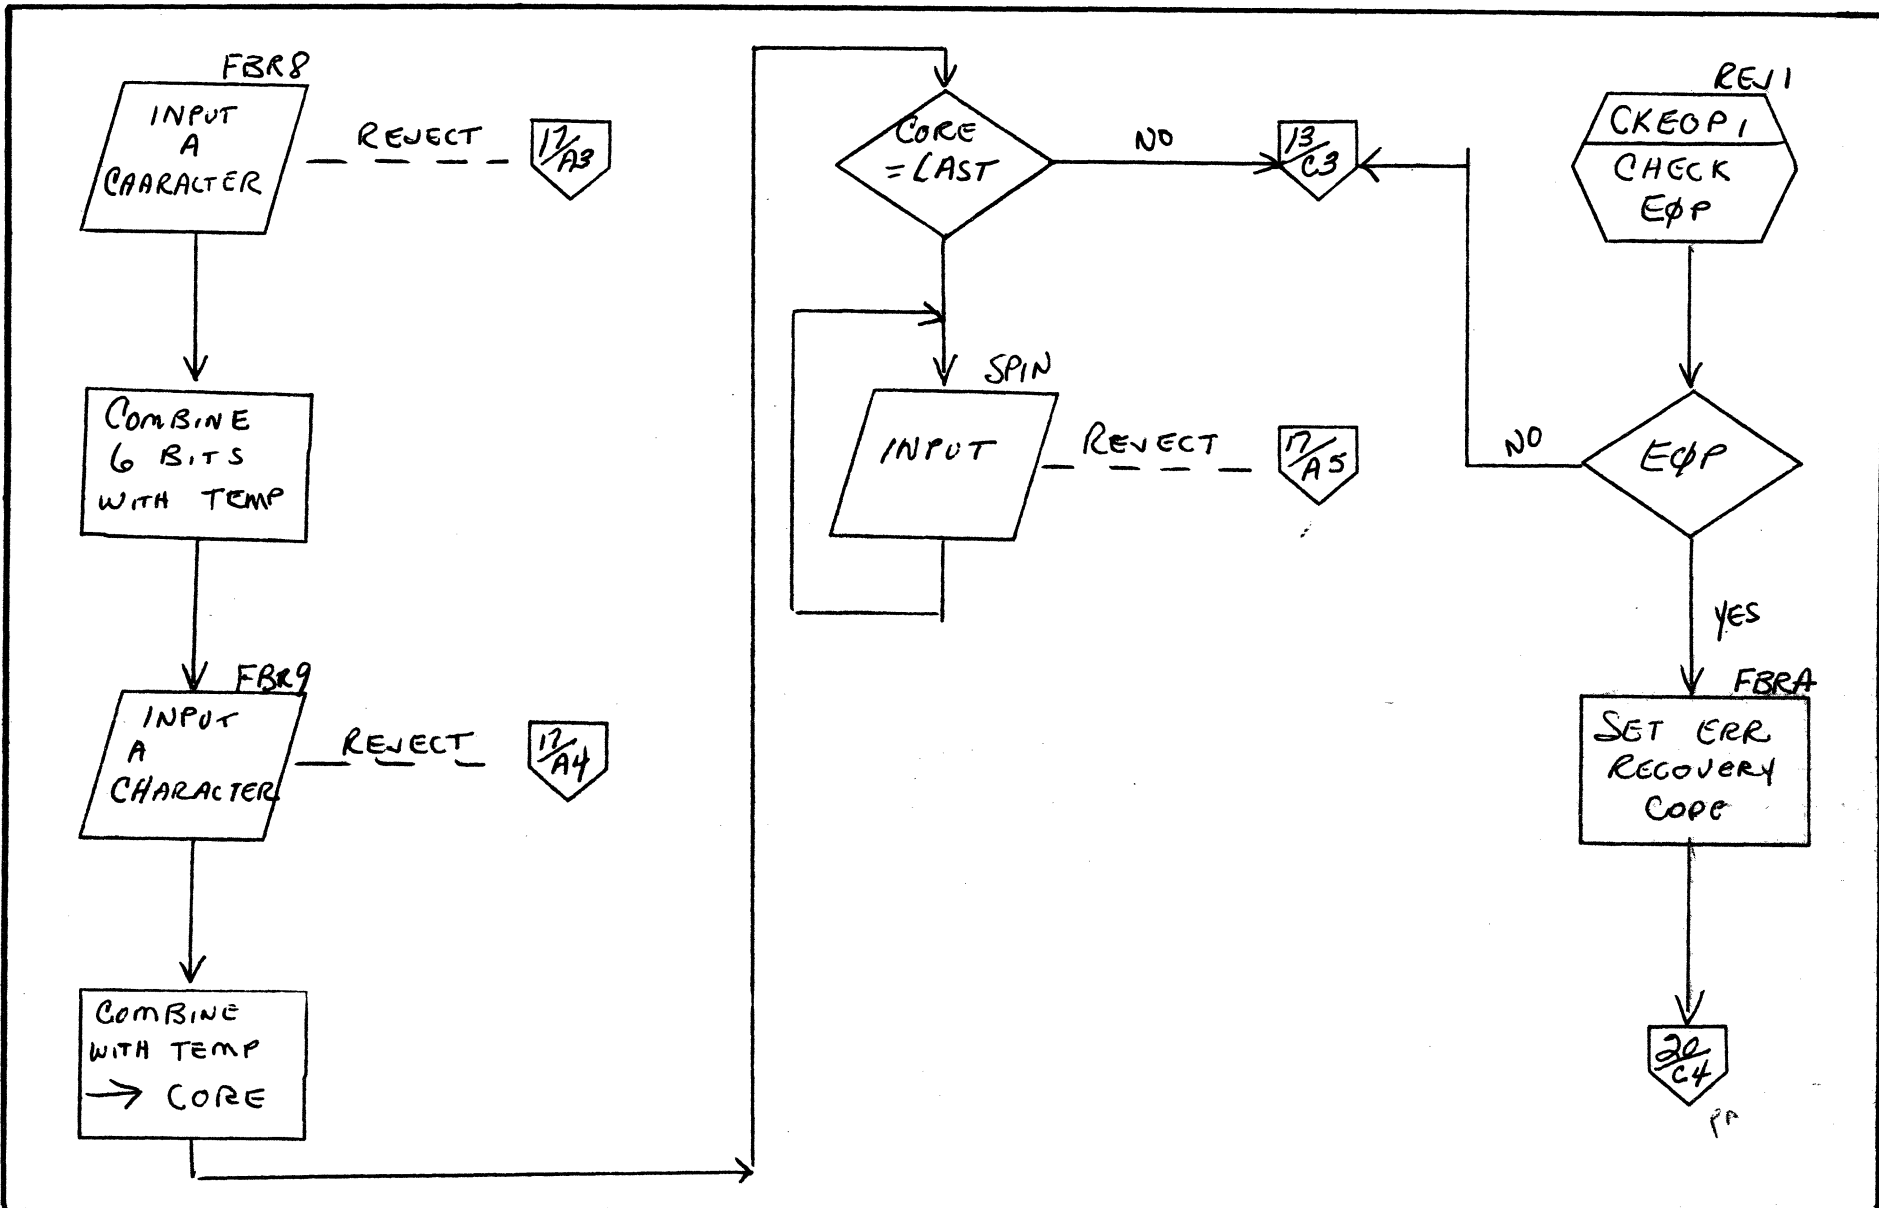 FBR8
INPUT
A
CAARACTER
REJECT
17/A3
COMBINE
6 BITS
WITH TEMP
FBR9
INPUT
A
CHARACTER
REJECT
17/A4
COMBINE
WITH TEMP
→ CORE
CORE
= LAST
NO
13/C3
SPIN
INPUT
REJECT
17/A5
REJ1
CKEOP1
CHECK
EØP
EØP
NO
YES
FBRA
SET ERR
RECOVERY
CODE
20/C4